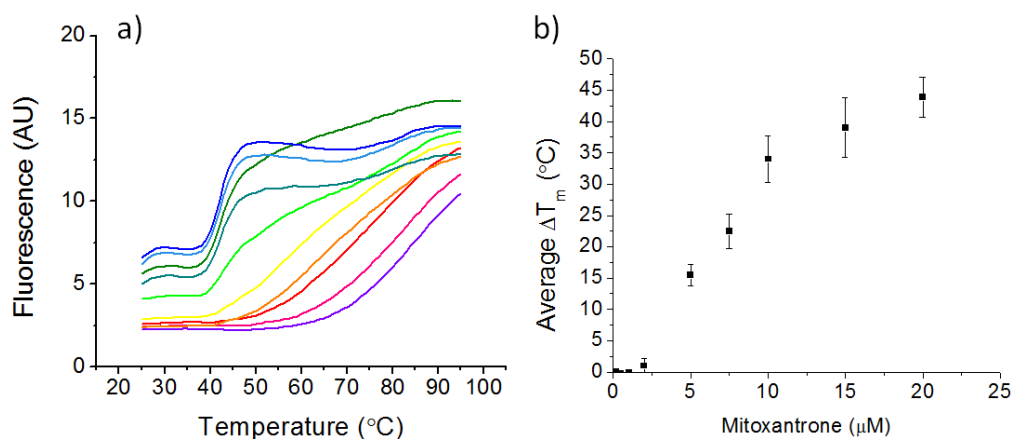 a)
20
15
10
5
0
Fluorescence (AU)
20 30 40 50 60 70 80 90 100
Temperature (°C)
b)
50
45
40
35
30
25
20
15
10
5
0
Average ΔTm (°C)
0 5 10 15 20 25
Mitoxantrone (μM)